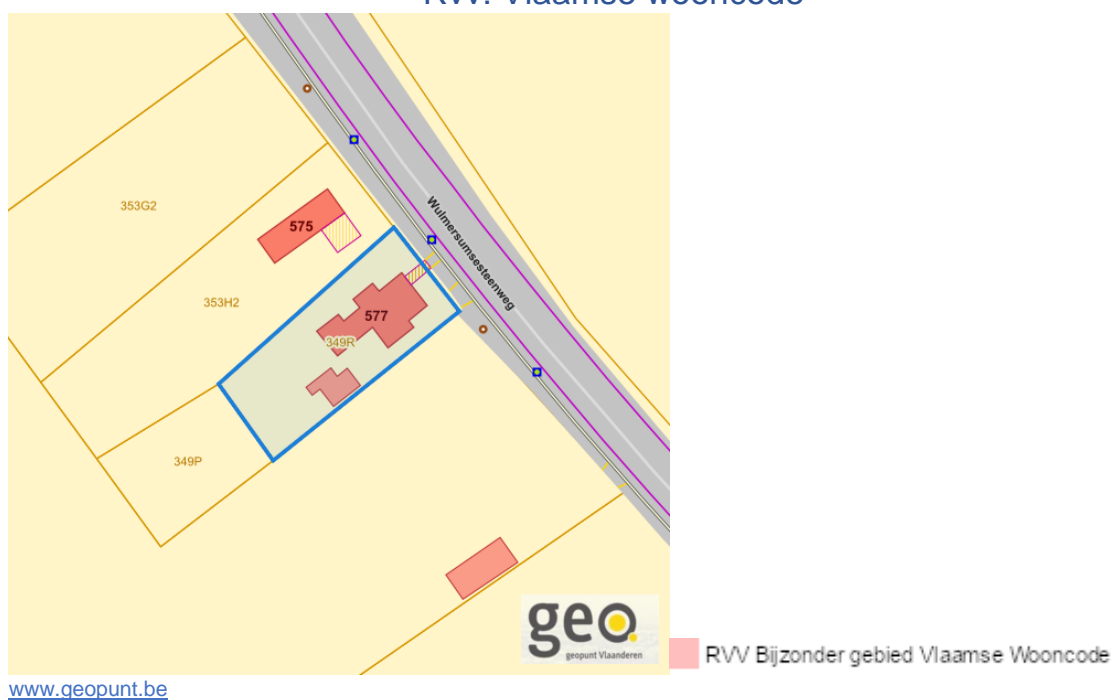 RVV: Vlaamse wooncode
353G2
575
Wulmersumsesteenweg
353H2
577
349R
349P
geo
geopunt Vlaanderen
RVV Bijzonder gebied Vlaamse Wooncode
www.geopunt.be